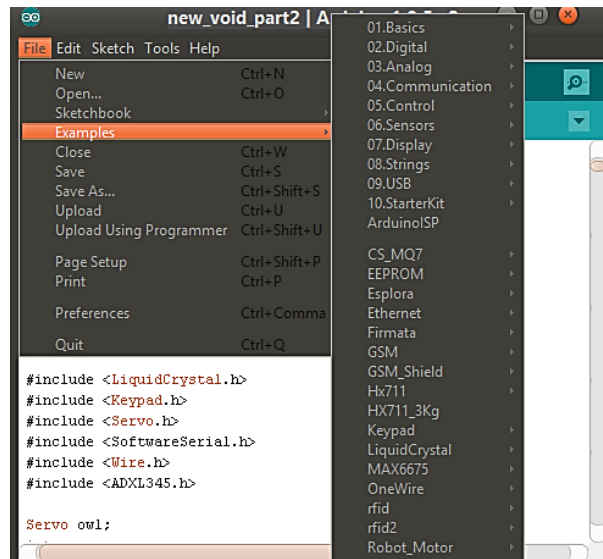 new_void_part2 | A
File Edit Sketch Tools Help
New Ctrl+N
Open... Ctrl+O
Sketchbook
Examples
Close Ctrl+W
Save Ctrl+S
Save As... Ctrl+Shift+S
Upload Ctrl+U
Upload Using Programmer Ctrl+Shift+U
Page Setup Ctrl+Shift+P
Print Ctrl+P
Preferences Ctrl+Comma
Quit Ctrl+Q
01.Basics
02.Digital
03.Analog
04.Communication
05.Control
06.Sensors
07.Display
08.Strings
09.USB
10.StarterKit
ArduinoISP
CS_MQ7
EEPROM
Esplora
Ethernet
Firmata
GSM
GSM_Shield
Hx711
HX711_3Kg
Keypad
LiquidCrystal
MAX6675
OneWire
rfid
rfid2
Robot_Motor
#include <LiquidCrystal.h>
#include <Keypad.h>
#include <Servo.h>
#include <SoftwareSerial.h>
#include <Wire.h>
#include <ADXL345.h>
Servo owl;